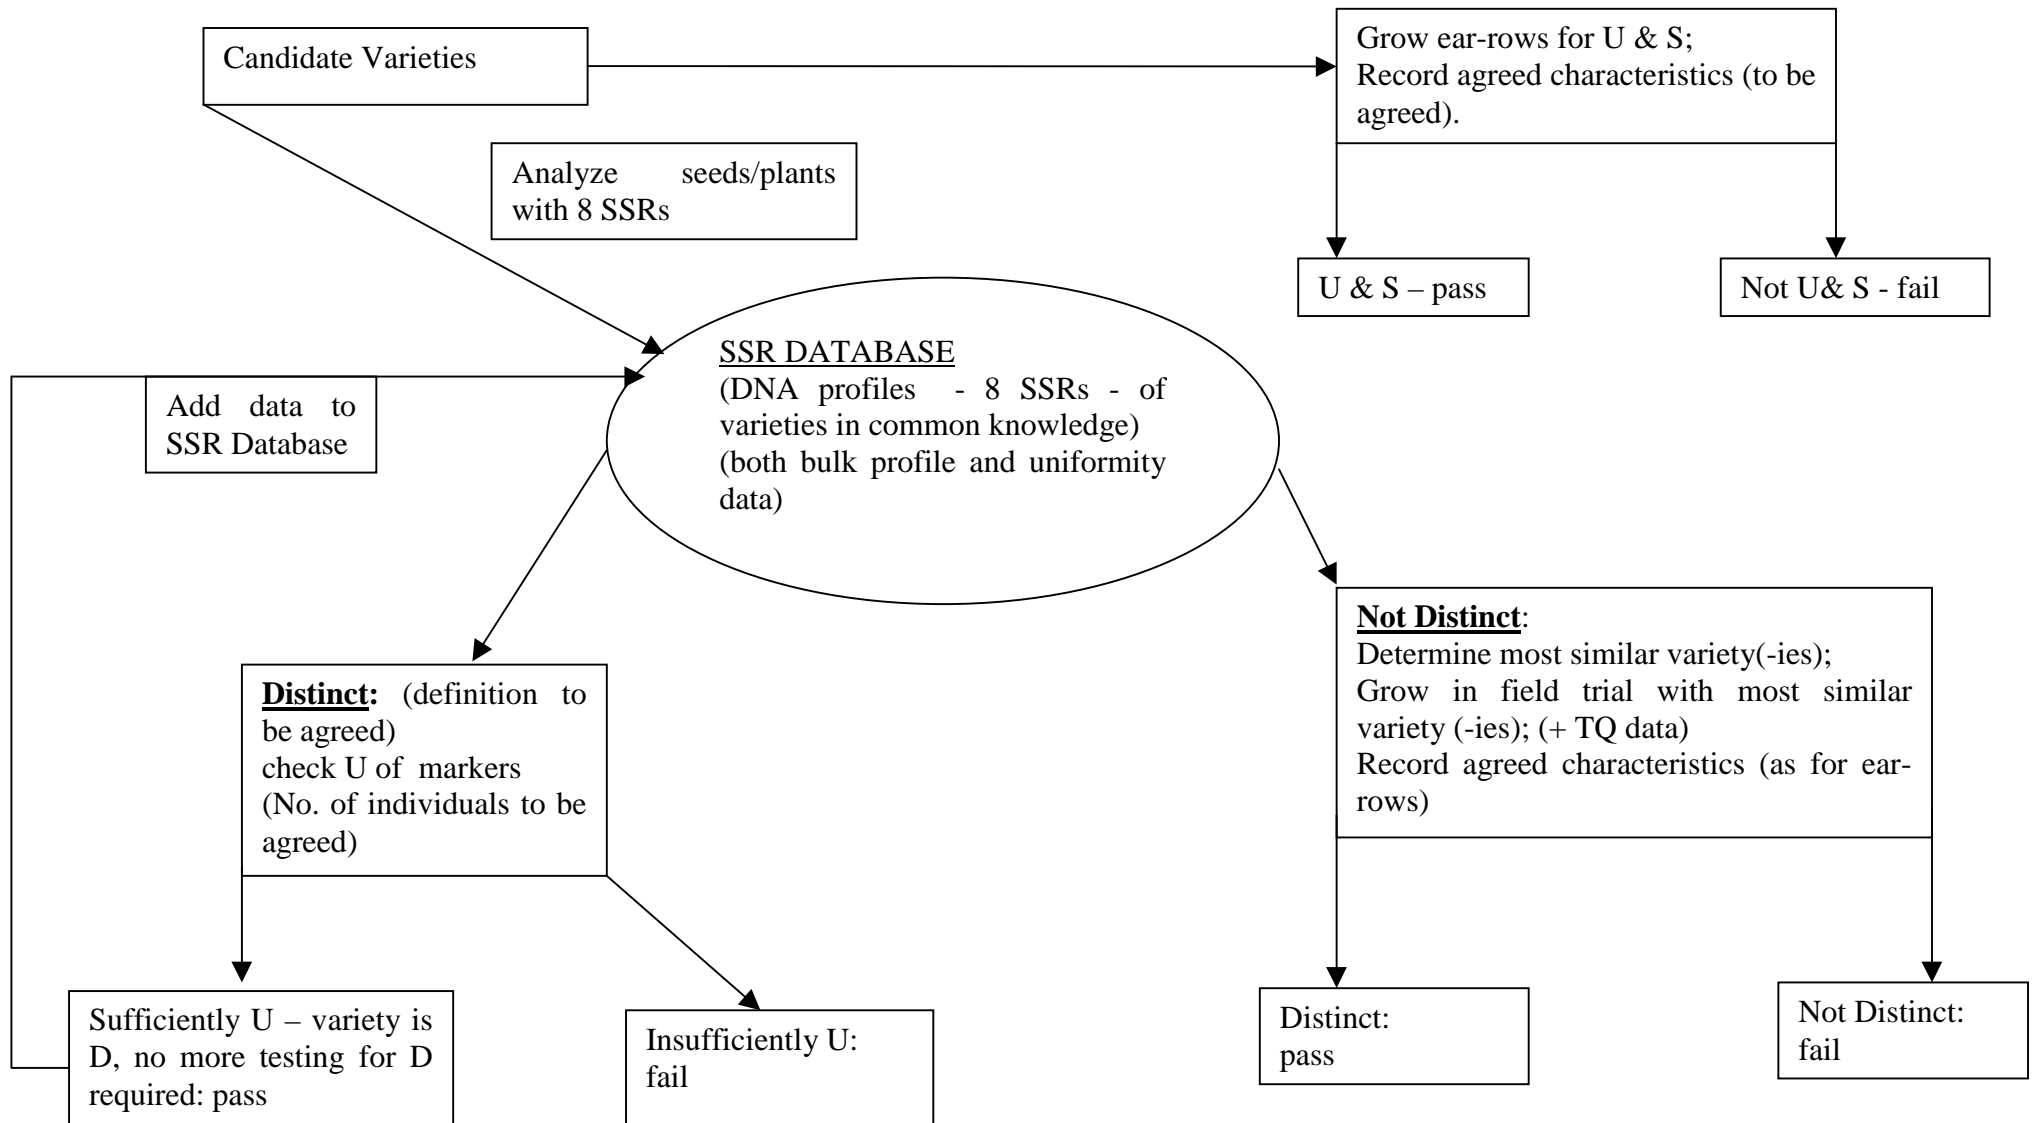 Candidate Varieties
Grow ear-rows for U & S;
Record agreed characteristics (to be
agreed).
Analyze seeds/plants
with 8 SSRs
U & S – pass
Not U& S - fail
SSR DATABASE
(DNA profiles - 8 SSRs - of
varieties in common knowledge)
(both bulk profile and uniformity
data)
Add data to
SSR Database
Distinct: (definition to
be agreed)
check U of markers
(No. of individuals to be
agreed)
Not Distinct:
Determine most similar variety(-ies);
Grow in field trial with most similar
variety (-ies); (+ TQ data)
Record agreed characteristics (as for ear-
rows)
Sufficiently U – variety is
D, no more testing for D
required: pass
Insufficiently U:
fail
Distinct:
pass
Not Distinct:
fail